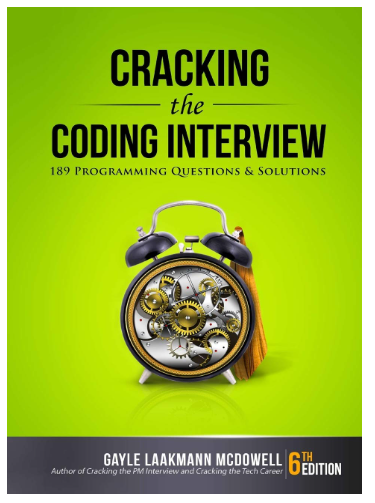 CRACKING
the
CODING INTERVIEW
189 PROGRAMMING QUESTIONS & SOLUTIONS
GAYLE LAAKMANN MCDOWELL
Author of Cracking the PM Interview and Cracking the Tech Career
6TH
EDITION